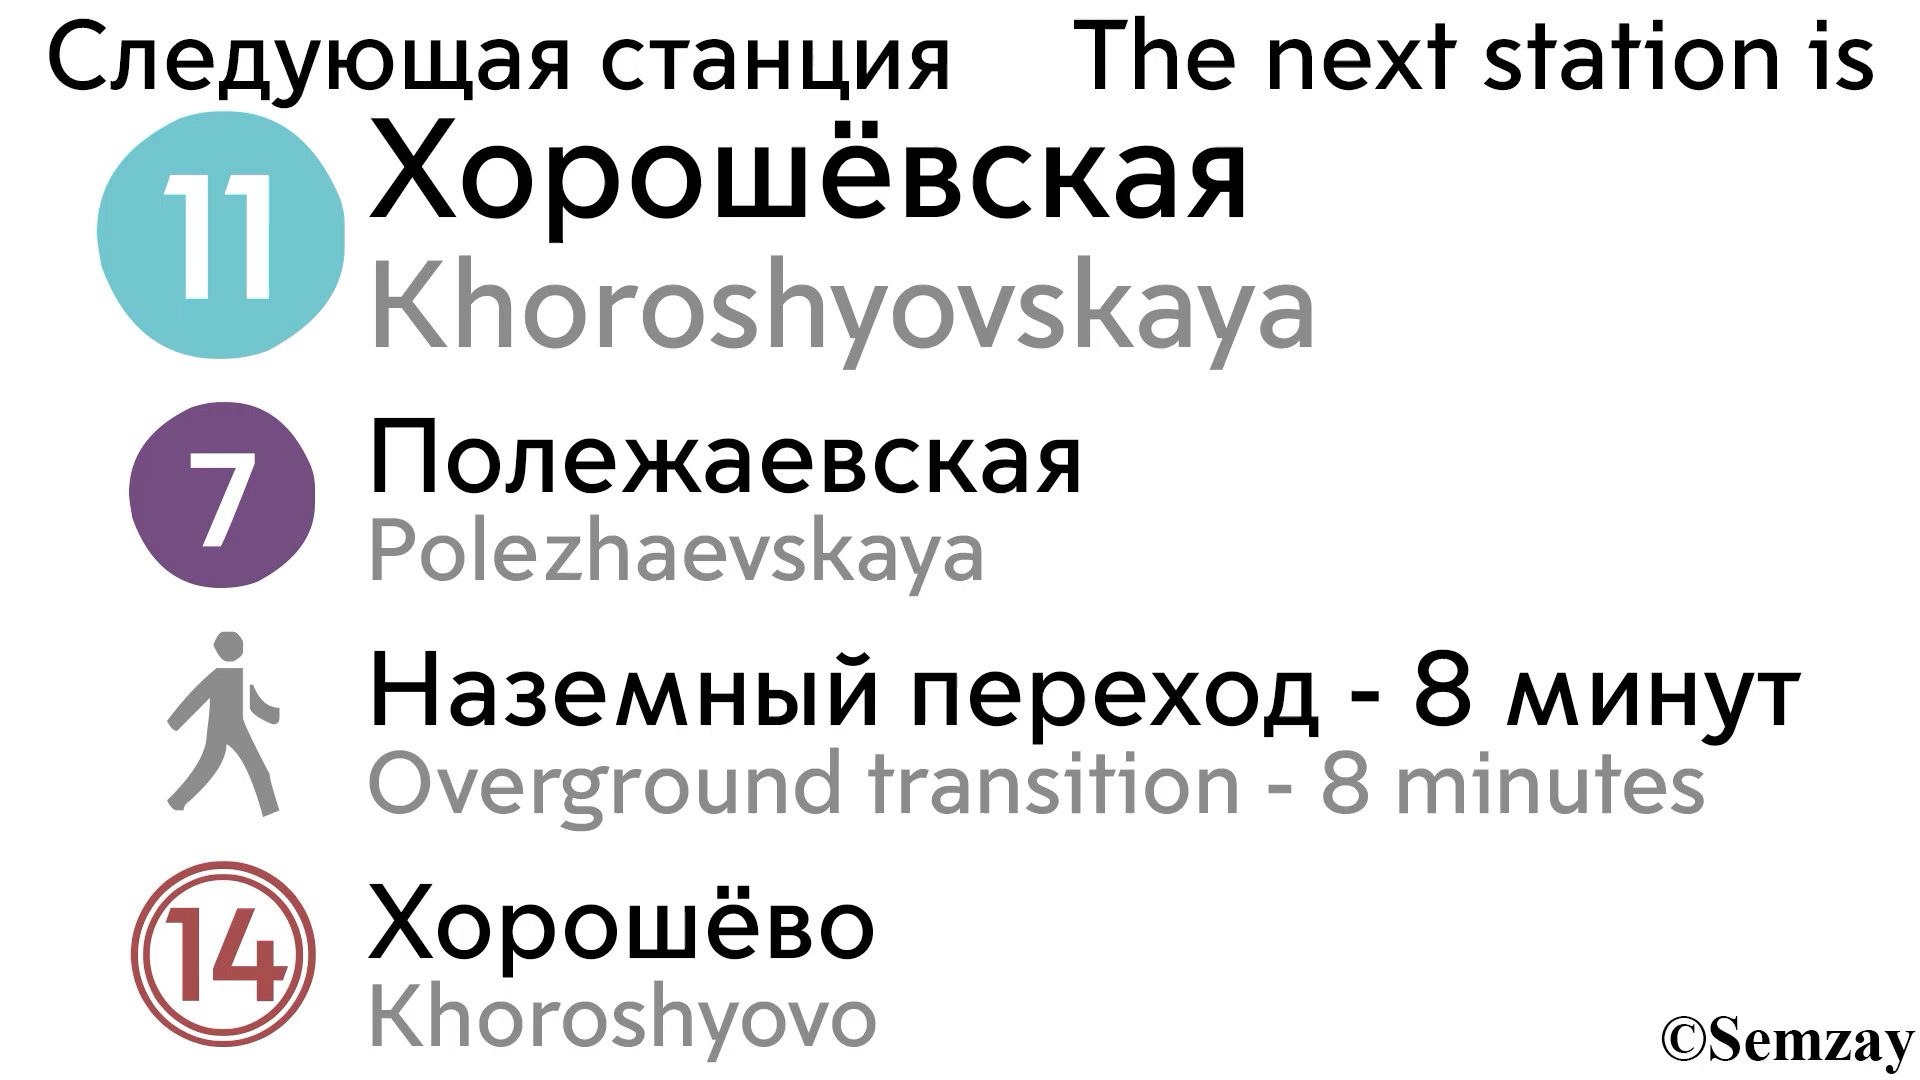 Следующая станция The next station is
11 Хорошёвская
Khoroshyovskaya
7 Полежаевская
Polezhaevskaya
Наземный переход - 8 минут
Overground transition - 8 minutes
14 Хорошёво
Khoroshyovo
©Semzay